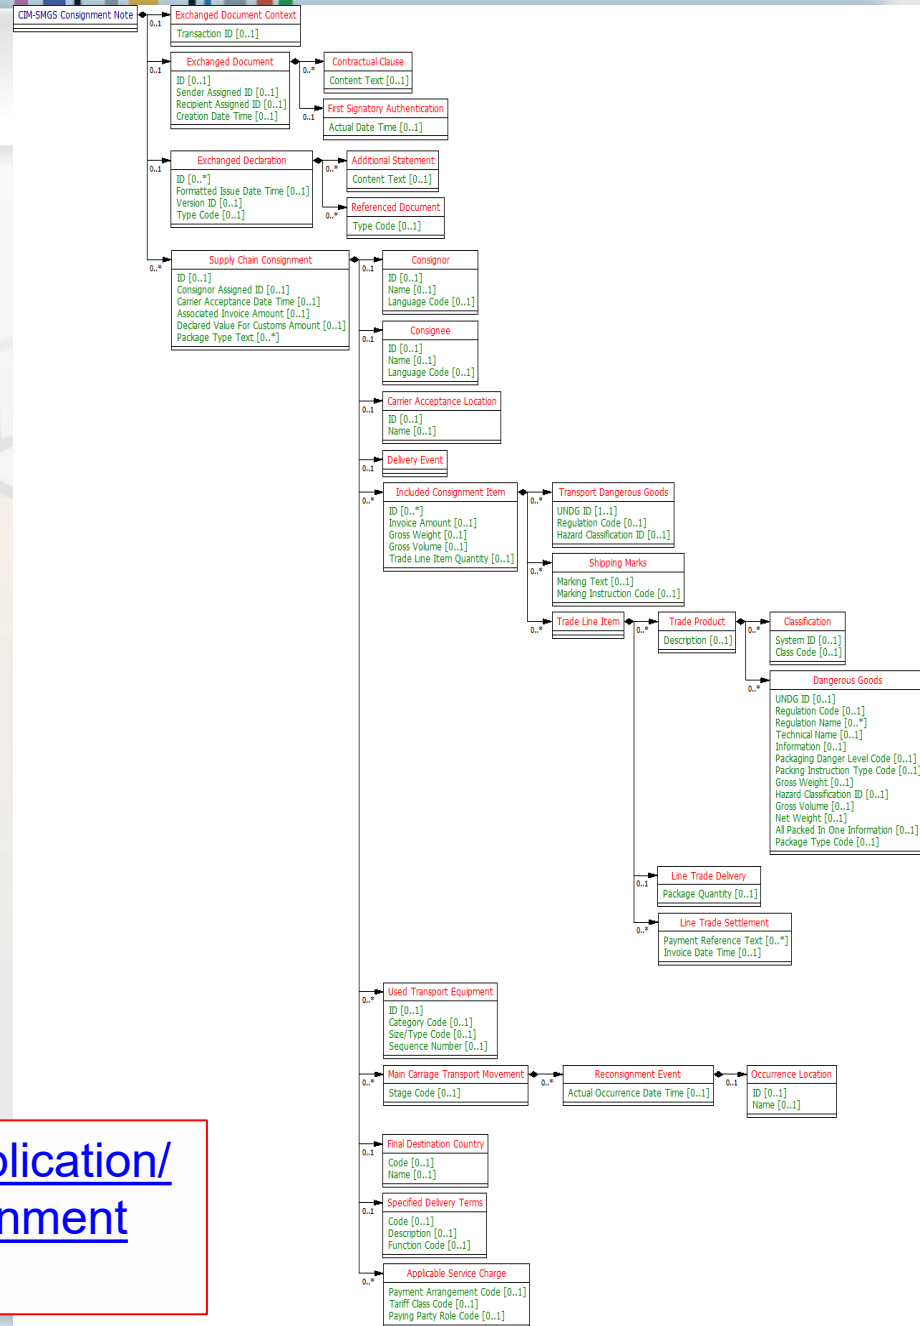 CIM-SMGS Consignment Note
0..1
Exchanged Document Context
Transaction ID [0..1]
0..1
Exchanged Document
ID [0..1]
Sender Assigned ID [0..1]
Recipient Assigned ID [0..1]
Creation Date Time [0..1]
0..*
Contractual Clause
Content Text [0..1]
0..1
First Signatory Authentication
Actual Date Time [0..1]
0..1
Exchanged Declaration
ID [0..*]
Formatted Issue Date Time [0..1]
Version ID [0..1]
Type Code [0..1]
0..*
Additional Statement
Content Text [0..1]
0..*
Referenced Document
Type Code [0..1]
0..*
Supply Chain Consignment
ID [0..1]
Consignor Assigned ID [0..1]
Carrier Acceptance Date Time [0..1]
Associated Invoice Amount [0..1]
Declared Value For Customs Amount [0..1]
Package Type Text [0..*]
0..1
Consignor
ID [0..1]
Name [0..1]
Language Code [0..1]
0..1
Consignee
ID [0..1]
Name [0..1]
Language Code [0..1]
0..1
Carrier Acceptance Location
ID [0..1]
Name [0..1]
0..1
Delivery Event
0..*
Included Consignment Item
ID [0..*]
Invoice Amount [0..1]
Gross Weight [0..1]
Gross Volume [0..1]
Trade Line Item Quantity [0..1]
0..*
Transport Dangerous Goods
UNDG ID [1..1]
Regulation Code [0..1]
Hazard Classification ID [0..1]
0..*
Shipping Marks
Marking Text [0..1]
Marking Instruction Code [0..1]
0..*
Trade Line Item
0..*
Trade Product
Description [0..1]
0..*
Classification
System ID [0..1]
Class Code [0..1]
0..*
Dangerous Goods
UNDG ID [0..1]
Regulation Code [0..1]
Regulation Name [0..*]
Technical Name [0..1]
Information [0..1]
Packaging Danger Level Code [0..1]
Packing Instruction Type Code [0..1]
Gross Weight [0..1]
Hazard Classification ID [0..1]
Gross Volume [0..1]
Net Weight [0..1]
All Packed In One Information [0..1]
Package Type Code [0..1]
0..1
Line Trade Delivery
Package Quantity [0..1]
0..*
Line Trade Settlement
Payment Reference Text [0..*]
Invoice Date Time [0..1]
0..*
Used Transport Equipment
ID [0..1]
Category Code [0..1]
Size/Type Code [0..1]
Sequence Number [0..1]
0..*
Main Carriage Transport Movement
Stage Code [0..1]
0..*
Reconsignment Event
Actual Occurrence Date Time [0..1]
0..1
Occurrence Location
ID [0..1]
Name [0..1]
0..1
Final Destination Country
Code [0..1]
Name [0..1]
0..1
Specified Delivery Terms
Code [0..1]
Description [0..1]
Function Code [0..1]
0..*
Applicable Service Charge
Payment Arrangement Code [0..1]
Tariff Class Code [0..1]
Paying Party Role Code [0..1]
plication/
nment